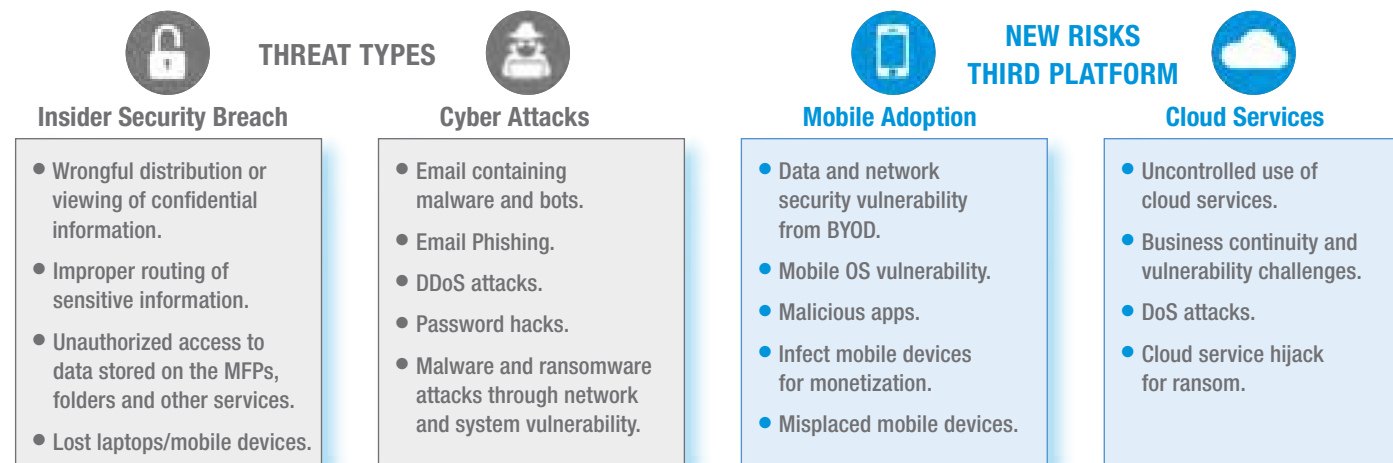 THREAT TYPES
NEW RISKS
THIRD PLATFORM
Insider Security Breach
Wrongful distribution or
viewing of confidential
information.
Improper routing of
sensitive information.
Unauthorized access to
data stored on the MFPs,
folders and other services.
Lost laptops/mobile devices.
Cyber Attacks
Email containing
malware and bots.
Email Phishing.
DDoS attacks.
Password hacks.
Malware and ransomware
attacks through network
and system vulnerability.
Mobile Adoption
Data and network
security vulnerability
from BYOD.
Mobile OS vulnerability.
Malicious apps.
Infect mobile devices
for monetization.
Misplaced mobile devices.
Cloud Services
Uncontrolled use of
cloud services.
Business continuity and
vulnerability challenges.
DoS attacks.
Cloud service hijack
for ransom.